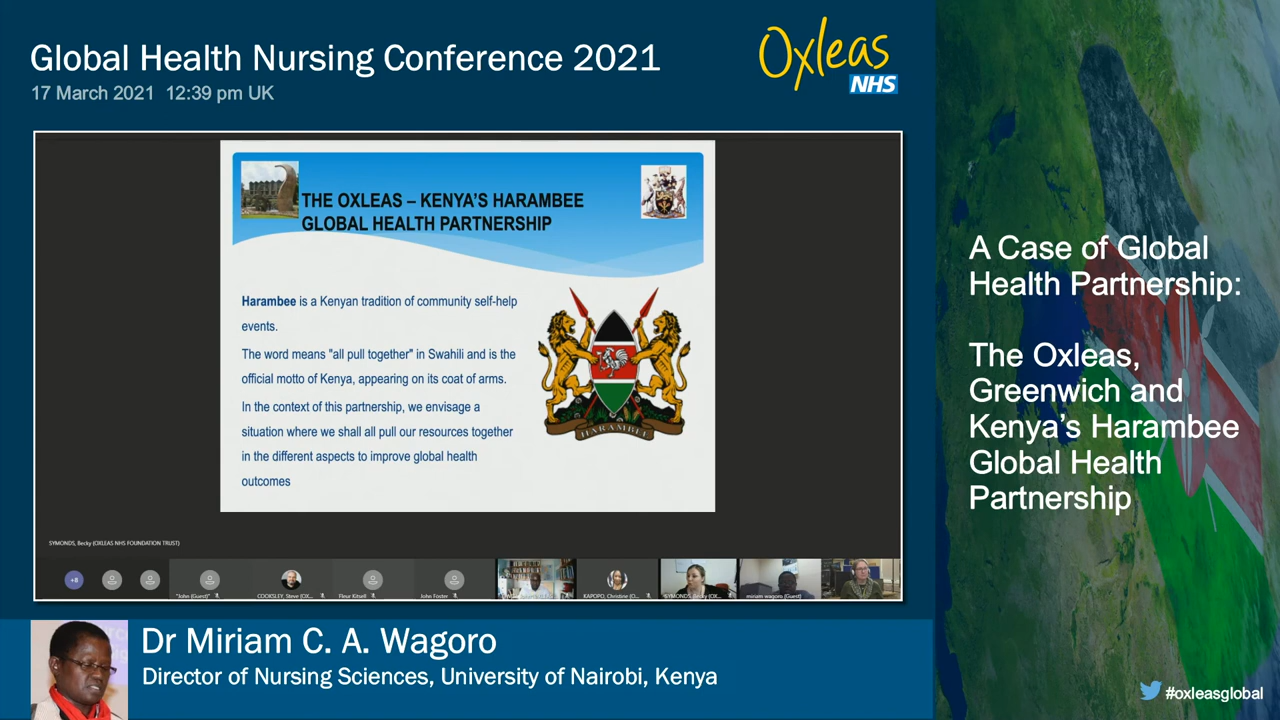 Global Health Nursing Conference 2021
17 March 2021 12:39 pm UK
Oxleas
NHS
THE OXLEAS – KENYA'S HARAMBEE
GLOBAL HEALTH PARTNERSHIP
Harambee is a Kenyan tradition of community self-help
events.
The word means "all pull together" in Swahili and is the
official motto of Kenya, appearing on its coat of arms.
In the context of this partnership, we envisage a
situation where we shall all pull our resources together
in the different aspects to improve global health
outcomes
HARAMBEE
SYMONDS, Becky (OXLEAS NHS FOUNDATION TRUST)
+8
"John (Guest)"
COOKSLEY, Steve (OX...
Fleur Kitsell
John Foster
KAPOPO, Christine (O...
SYMONDS, Becky (OX...
miriam wagoro (Guest)
Dr Miriam C. A. Wagoro
Director of Nursing Sciences, University of Nairobi, Kenya
A Case of Global
Health Partnership:
The Oxleas,
Greenwich and
Kenya's Harambee
Global Health
Partnership
#oxleasglobal